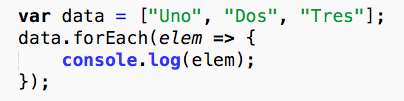 var data = ["Uno", "Dos", "Tres"];
data.forEach(elem => {
    console.log(elem);
});